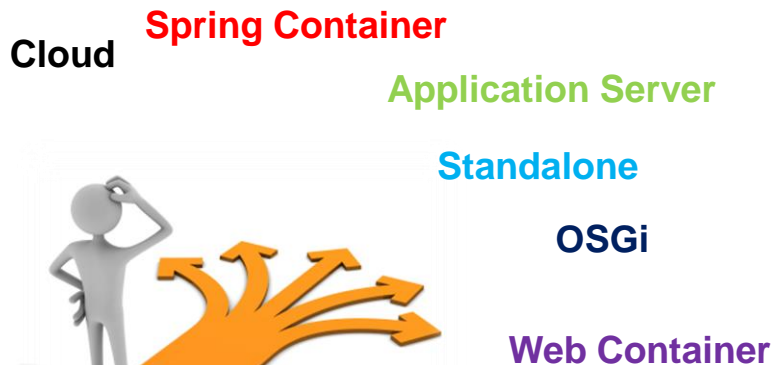 Spring Container
Cloud
Application Server
Standalone
OSGi
Web Container